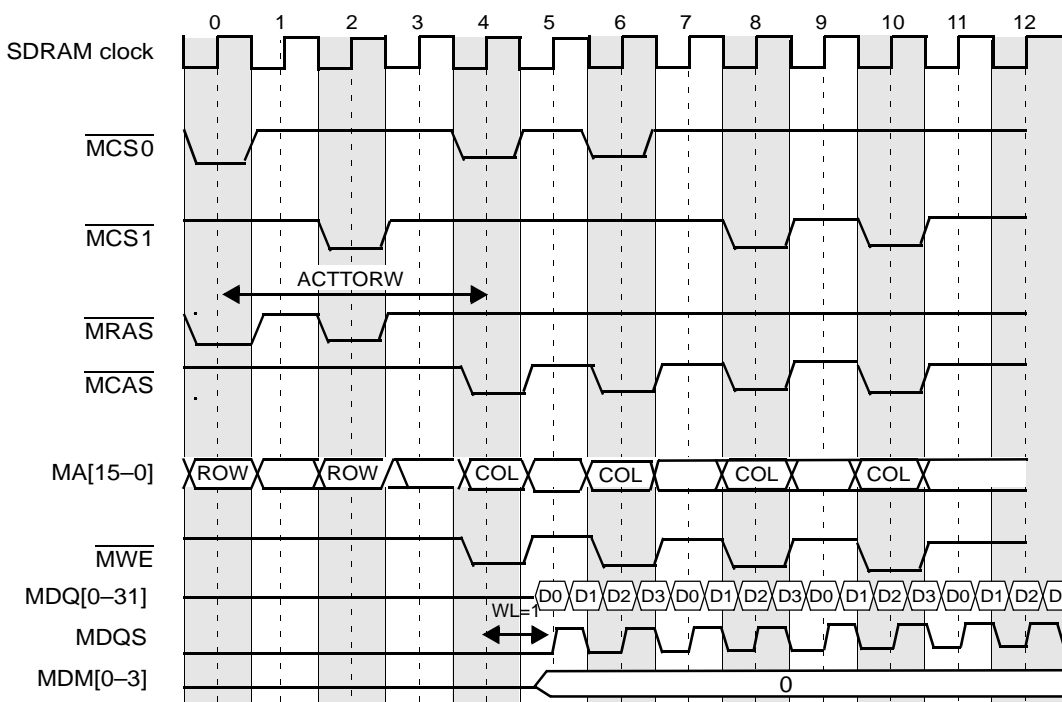 0 1 2 3 4 5 6 7 8 9 10 11 12
SDRAM clock
MCS0
MCS1
ACTTORW
MRAS
MCAS
MA[15–0] ROW ROW COL COL COL COL
MWE
MDQ[0–31] D0 D1 D2 D3 D0 D1 D2 D3 D0 D1 D2 D3 D0 D1 D2 D
WL=1
MDQS
MDM[0–3] 0